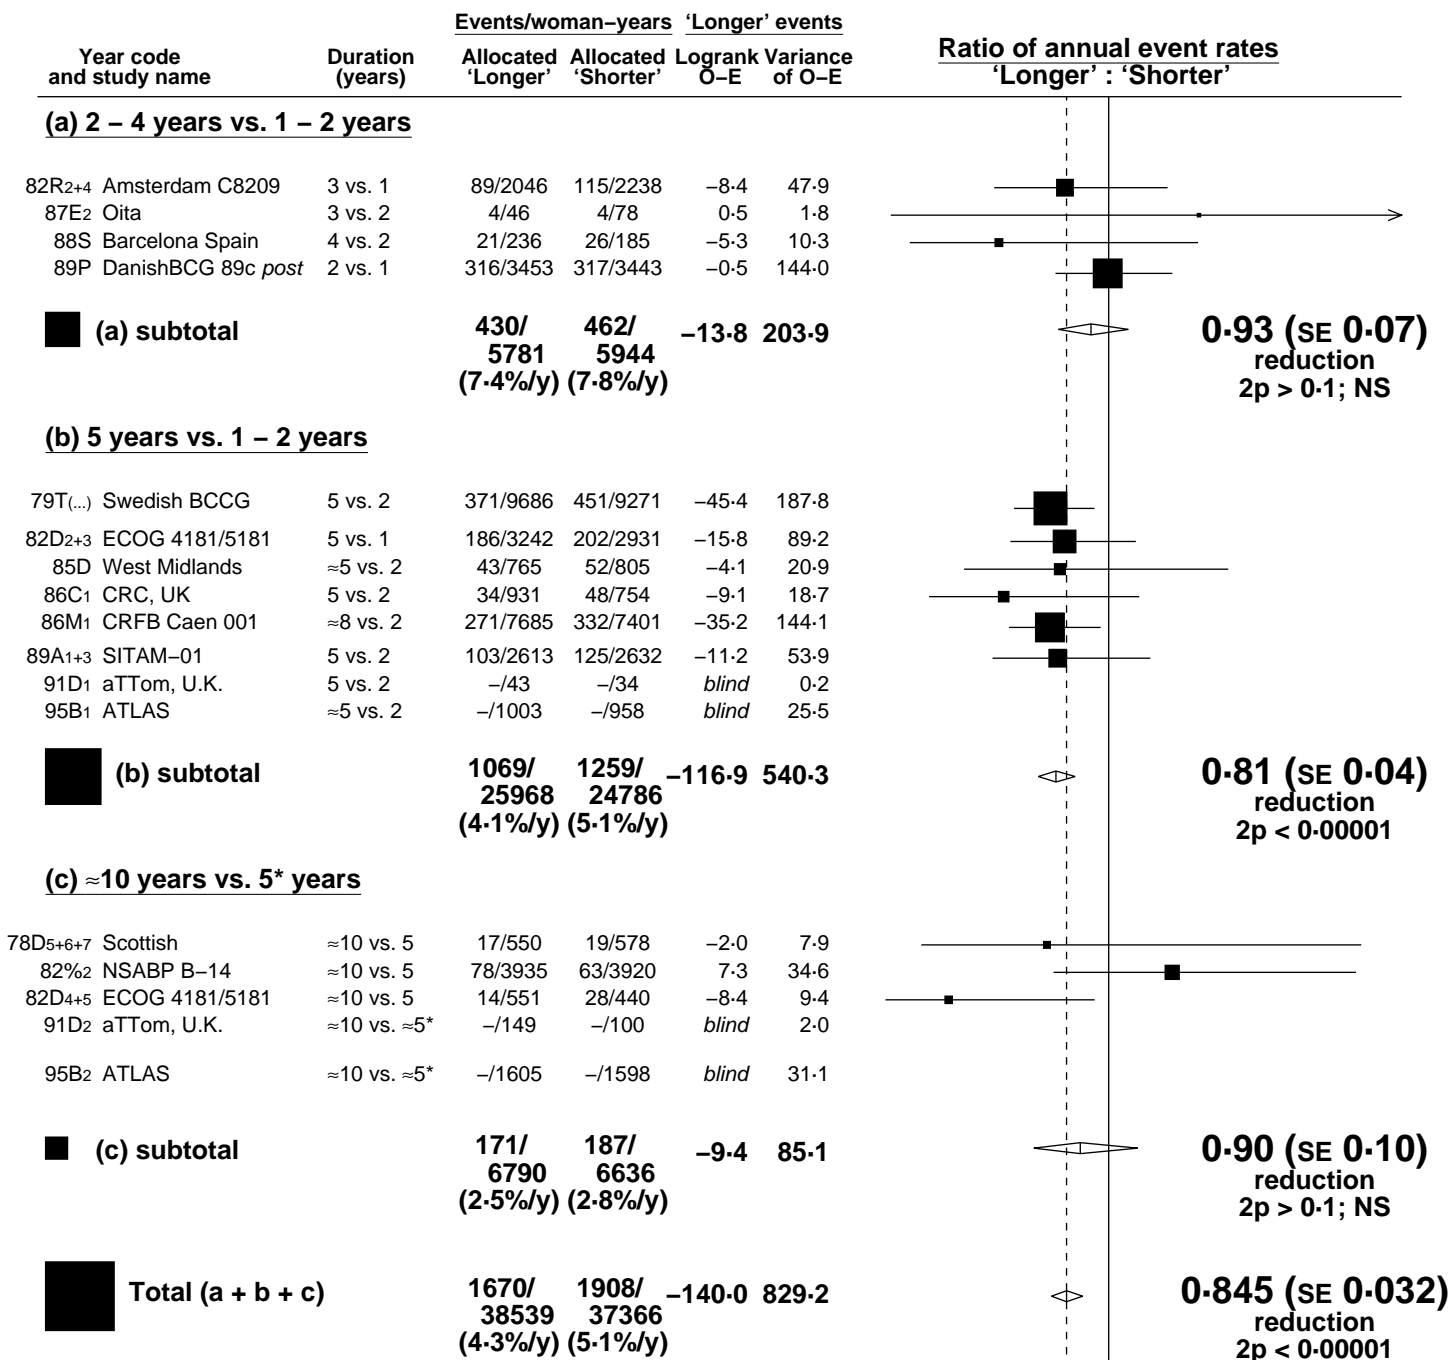 Events/woman–years ‘Longer’ events
Year code and study name Duration (years) Allocated ‘Longer’ Allocated ‘Shorter’ Logrank O–E Variance of O–E Ratio of annual event rates ‘Longer’ : ‘Shorter’
(a) 2 – 4 years vs. 1 – 2 years
82R2+4 Amsterdam C8209 3 vs. 1 89/2046 115/2238 –8·4 47·9
87E2 Oita 3 vs. 2 4/46 4/78 0·5 1·8
88S Barcelona Spain 4 vs. 2 21/236 26/185 –5·3 10·3
89P DanishBCG 89c post 2 vs. 1 316/3453 317/3443 –0·5 144·0
(a) subtotal 430/ 5781 (7·4%/y) 462/ 5944 (7·8%/y) –13·8 203·9 0·93 (SE 0·07)
reduction
2p > 0·1; NS
(b) 5 years vs. 1 – 2 years
79T(...) Swedish BCCG 5 vs. 2 371/9686 451/9271 –45·4 187·8
82D2+3 ECOG 4181/5181 5 vs. 1 186/3242 202/2931 –15·8 89·2
85D West Midlands ≈5 vs. 2 43/765 52/805 –4·1 20·9
86C1 CRC, UK 5 vs. 2 34/931 48/754 –9·1 18·7
86M1 CRFB Caen 001 ≈8 vs. 2 271/7685 332/7401 –35·2 144·1
89A1+3 SITAM–01 5 vs. 2 103/2613 125/2632 –11·2 53·9
91D1 aTTom, U.K. 5 vs. 2 –/43 –/34 blind 0·2
95B1 ATLAS ≈5 vs. 2 –/1003 –/958 blind 25·5
(b) subtotal 1069/ 25968 (4·1%/y) 1259/ 24786 (5·1%/y) –116·9 540·3 0·81 (SE 0·04)
reduction
2p < 0·00001
(c) ≈10 years vs. 5* years
78D5+6+7 Scottish ≈10 vs. 5 17/550 19/578 –2·0 7·9
82%2 NSABP B–14 ≈10 vs. 5 78/3935 63/3920 7·3 34·6
82D4+5 ECOG 4181/5181 ≈10 vs. 5 14/551 28/440 –8·4 9·4
91D2 aTTom, U.K. ≈10 vs. ≈5* –/149 –/100 blind 2·0
95B2 ATLAS ≈10 vs. ≈5* –/1605 –/1598 blind 31·1
(c) subtotal 171/ 6790 (2·5%/y) 187/ 6636 (2·8%/y) –9·4 85·1 0·90 (SE 0·10)
reduction
2p > 0·1; NS
Total (a + b + c) 1670/ 38539 (4·3%/y) 1908/ 37366 (5·1%/y) –140·0 829·2 0·845 (SE 0·032)
reduction
2p < 0·00001